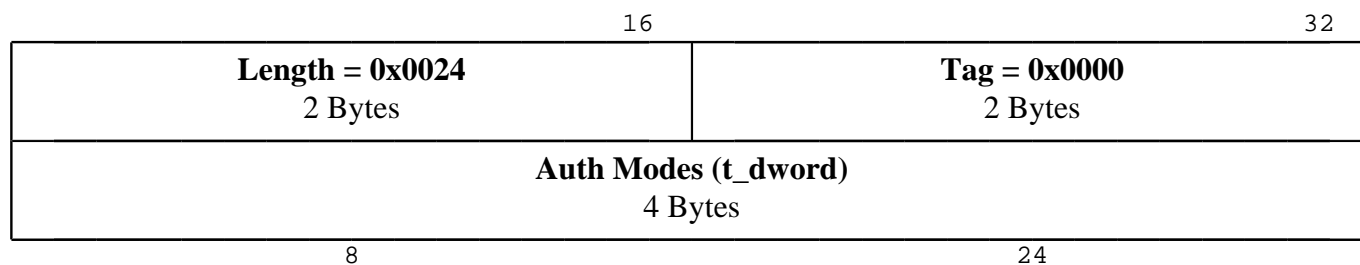 16 32
Length = 0x0024 Tag = 0x0000
2 Bytes 2 Bytes
Auth Modes (t_dword)
4 Bytes
8 24